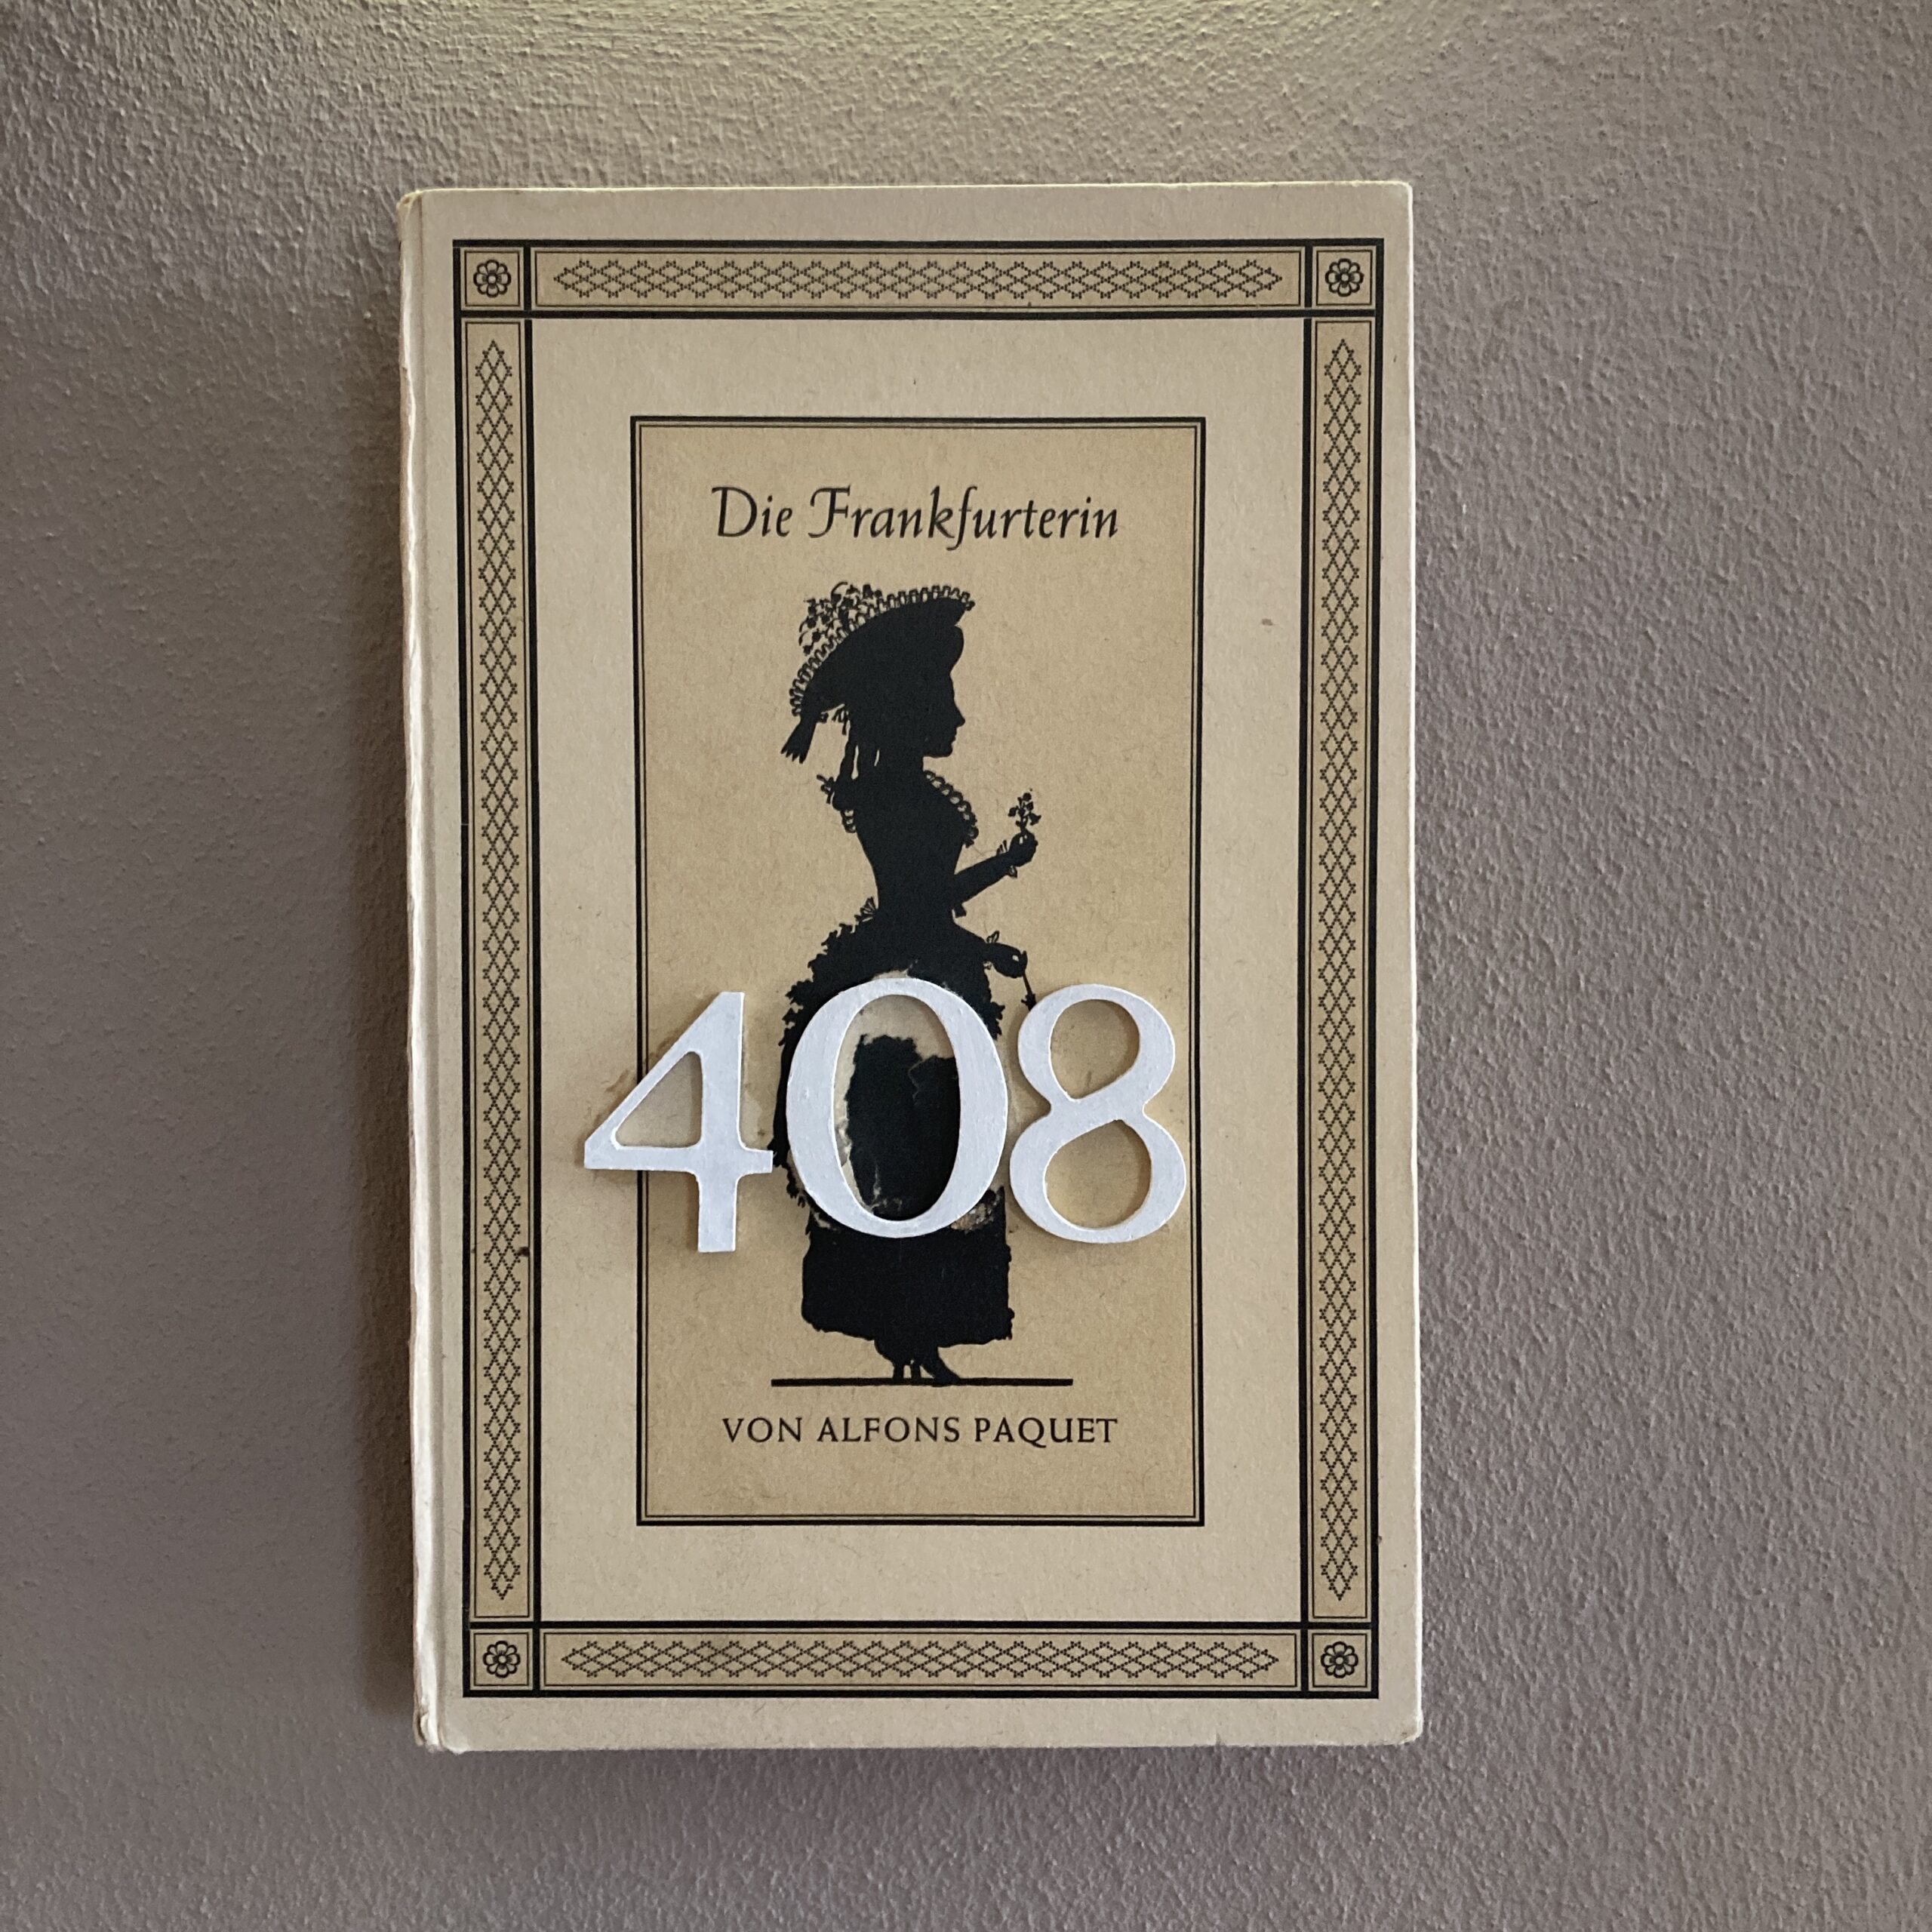 Die Frankfurterin
408
VON ALFONS PAQUET